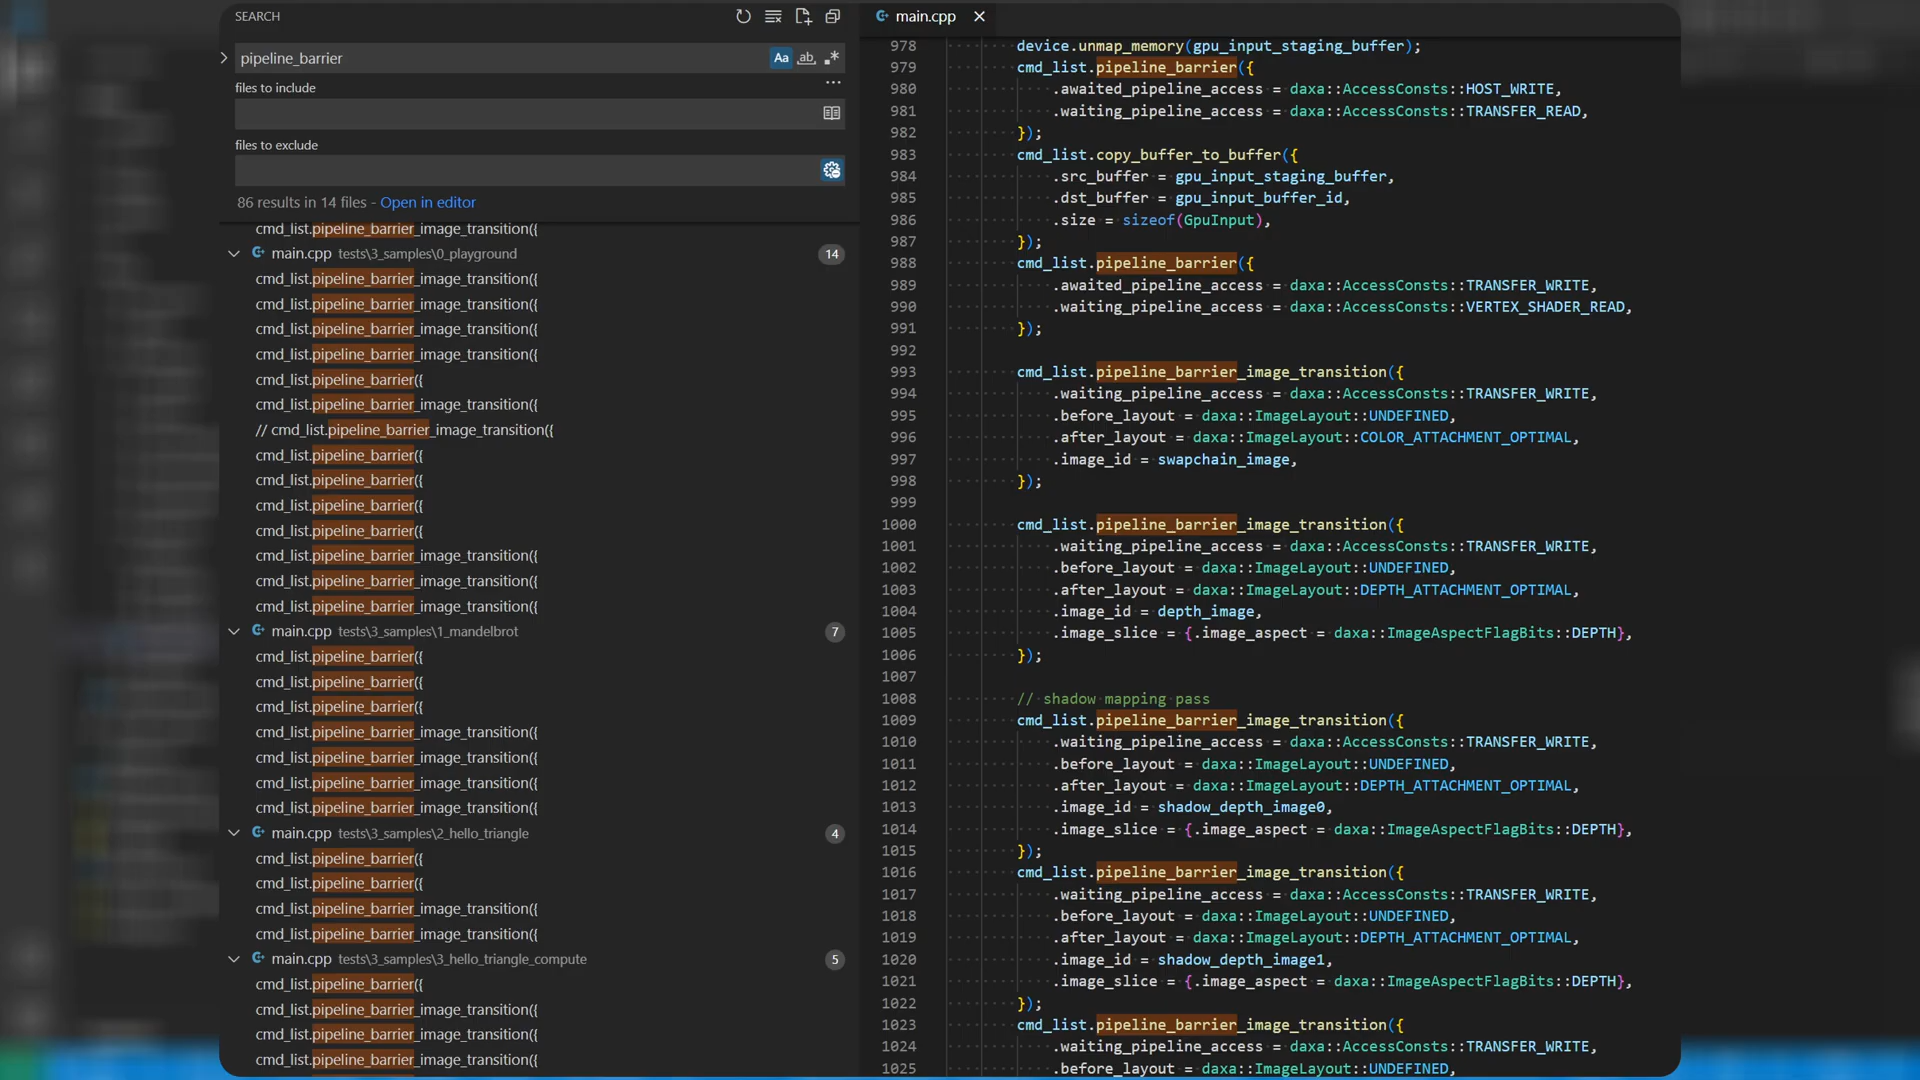 SEARCH
pipeline_barrier
Aa ab .*
files to include
files to exclude
86 results in 14 files - Open in editor
cmd_list.pipeline_barrier_image_transition({
main.cpp tests\3_samples\0_playground 14
cmd_list.pipeline_barrier_image_transition({
cmd_list.pipeline_barrier_image_transition({
cmd_list.pipeline_barrier_image_transition({
cmd_list.pipeline_barrier_image_transition({
cmd_list.pipeline_barrier({
cmd_list.pipeline_barrier_image_transition({
// cmd_list.pipeline_barrier_image_transition({
cmd_list.pipeline_barrier({
cmd_list.pipeline_barrier({
cmd_list.pipeline_barrier({
cmd_list.pipeline_barrier({
cmd_list.pipeline_barrier_image_transition({
cmd_list.pipeline_barrier_image_transition({
cmd_list.pipeline_barrier_image_transition({
main.cpp tests\3_samples\1_mandelbrot 7
cmd_list.pipeline_barrier({
cmd_list.pipeline_barrier({
cmd_list.pipeline_barrier({
cmd_list.pipeline_barrier_image_transition({
cmd_list.pipeline_barrier_image_transition({
cmd_list.pipeline_barrier_image_transition({
cmd_list.pipeline_barrier_image_transition({
main.cpp tests\3_samples\2_hello_triangle 4
cmd_list.pipeline_barrier({
cmd_list.pipeline_barrier({
cmd_list.pipeline_barrier_image_transition({
cmd_list.pipeline_barrier_image_transition({
main.cpp tests\3_samples\3_hello_triangle_compute 5
cmd_list.pipeline_barrier({
cmd_list.pipeline_barrier_image_transition({
cmd_list.pipeline_barrier_image_transition({
cmd_list.pipeline_barrier_image_transition({
main.cpp
978 device.unmap_memory(gpu_input_staging_buffer);
979 cmd_list.pipeline_barrier({
980 .awaited_pipeline_access = daxa::AccessConsts::HOST_WRITE,
981 .waiting_pipeline_access = daxa::AccessConsts::TRANSFER_READ,
982 });
983 cmd_list.copy_buffer_to_buffer({
984 .src_buffer = gpu_input_staging_buffer,
985 .dst_buffer = gpu_input_buffer_id,
986 .size = sizeof(GpuInput),
987 });
988 cmd_list.pipeline_barrier({
989 .awaited_pipeline_access = daxa::AccessConsts::TRANSFER_WRITE,
990 .waiting_pipeline_access = daxa::AccessConsts::VERTEX_SHADER_READ,
991 });
992
993 cmd_list.pipeline_barrier_image_transition({
994 .waiting_pipeline_access = daxa::AccessConsts::TRANSFER_WRITE,
995 .before_layout = daxa::ImageLayout::UNDEFINED,
996 .after_layout = daxa::ImageLayout::COLOR_ATTACHMENT_OPTIMAL,
997 .image_id = swapchain_image,
998 });
999
1000 cmd_list.pipeline_barrier_image_transition({
1001 .waiting_pipeline_access = daxa::AccessConsts::TRANSFER_WRITE,
1002 .before_layout = daxa::ImageLayout::UNDEFINED,
1003 .after_layout = daxa::ImageLayout::DEPTH_ATTACHMENT_OPTIMAL,
1004 .image_id = depth_image,
1005 .image_slice = {.image_aspect = daxa::ImageAspectFlagBits::DEPTH},
1006 });
1007
1008 // shadow mapping pass
1009 cmd_list.pipeline_barrier_image_transition({
1010 .waiting_pipeline_access = daxa::AccessConsts::TRANSFER_WRITE,
1011 .before_layout = daxa::ImageLayout::UNDEFINED,
1012 .after_layout = daxa::ImageLayout::DEPTH_ATTACHMENT_OPTIMAL,
1013 .image_id = shadow_depth_image0,
1014 .image_slice = {.image_aspect = daxa::ImageAspectFlagBits::DEPTH},
1015 });
1016 cmd_list.pipeline_barrier_image_transition({
1017 .waiting_pipeline_access = daxa::AccessConsts::TRANSFER_WRITE,
1018 .before_layout = daxa::ImageLayout::UNDEFINED,
1019 .after_layout = daxa::ImageLayout::DEPTH_ATTACHMENT_OPTIMAL,
1020 .image_id = shadow_depth_image1,
1021 .image_slice = {.image_aspect = daxa::ImageAspectFlagBits::DEPTH},
1022 });
1023 cmd_list.pipeline_barrier_image_transition({
1024 .waiting_pipeline_access = daxa::AccessConsts::TRANSFER_WRITE,
1025 .before_layout = daxa::ImageLayout::UNDEFINED,